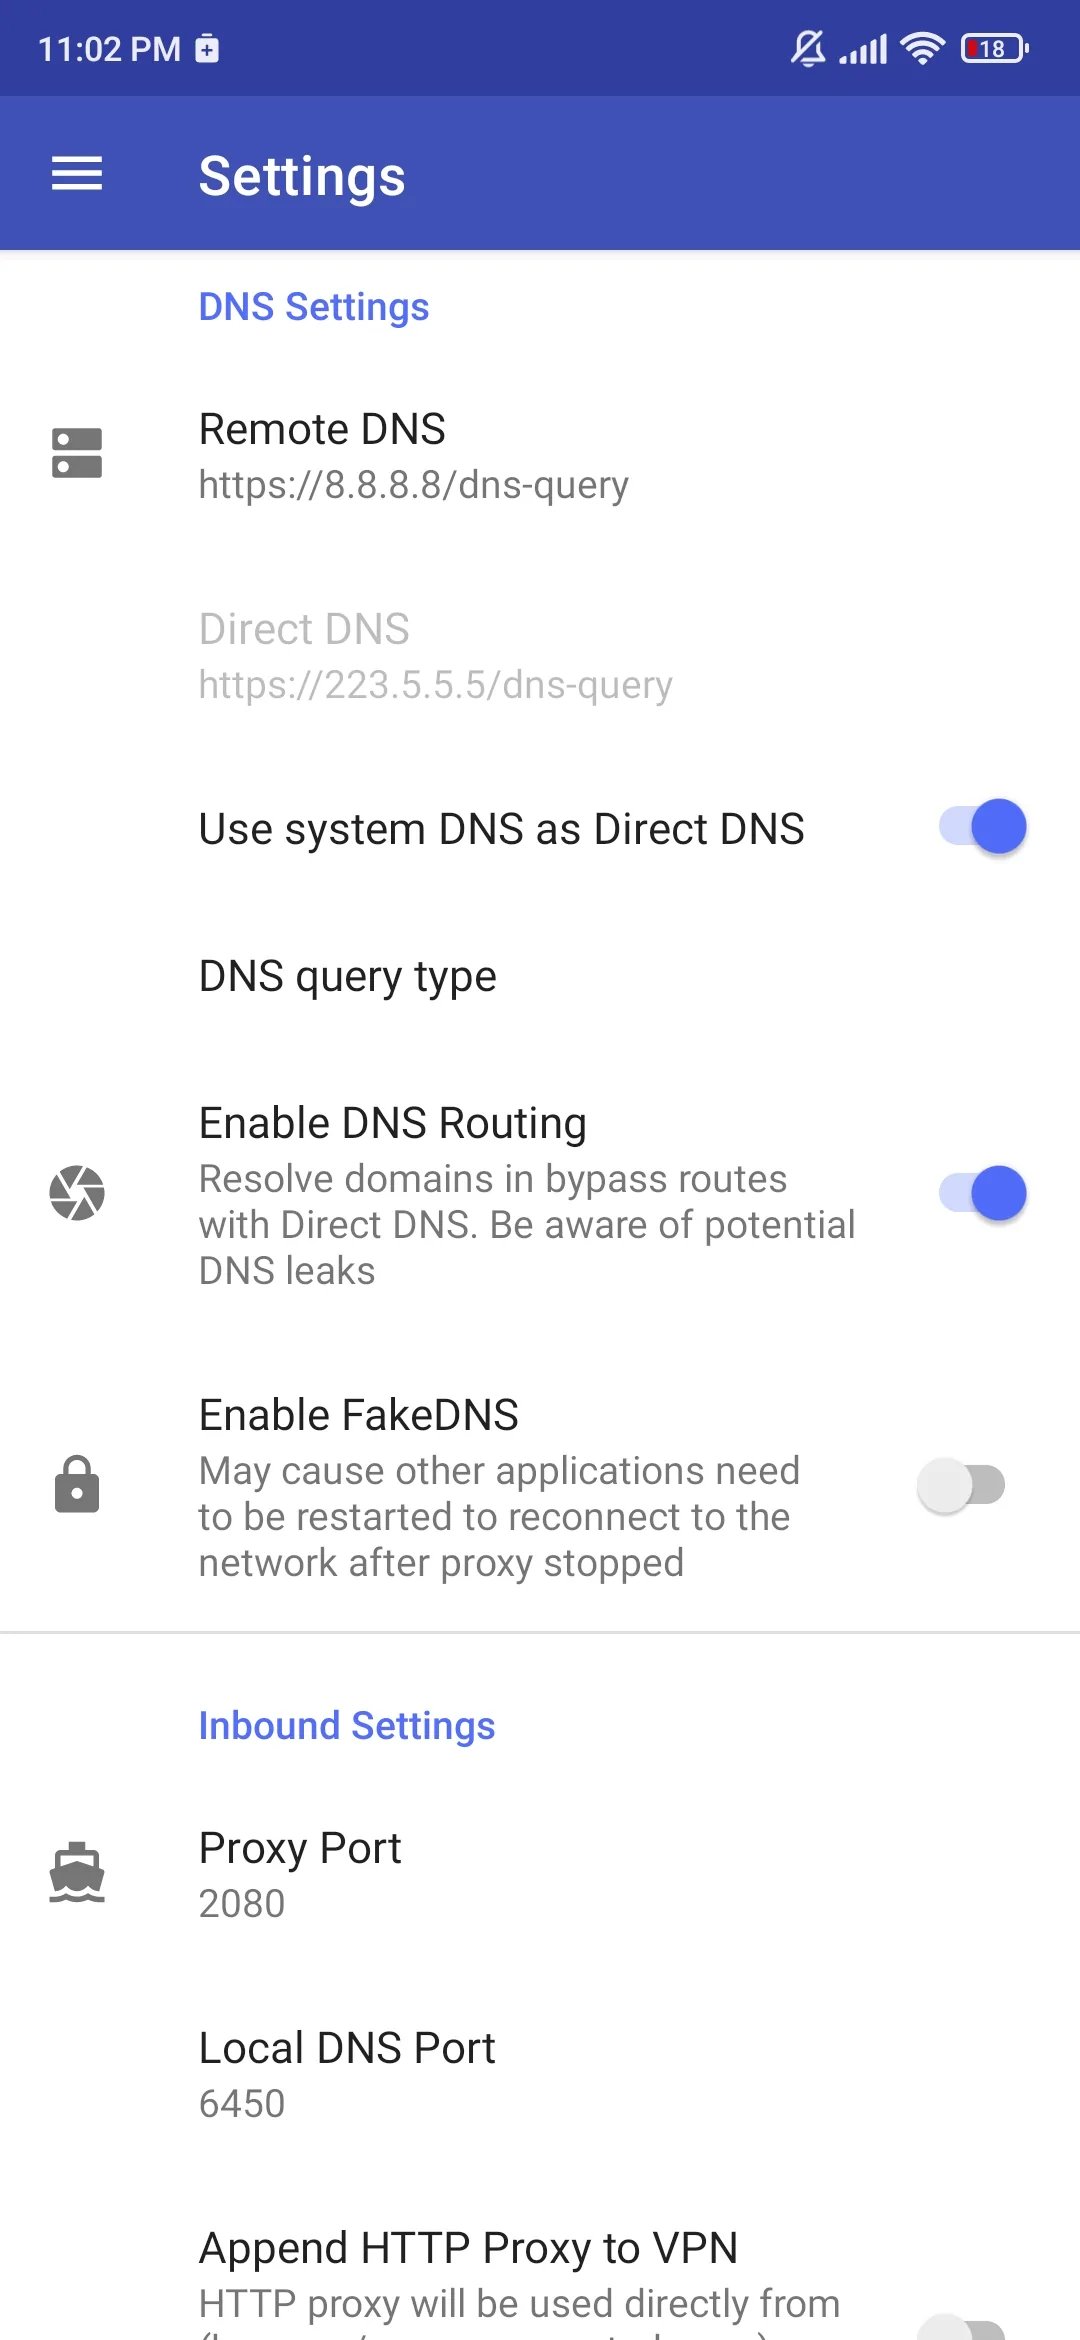 11:02 PM
18
Settings
DNS Settings
Remote DNS
https://8.8.8.8/dns-query
Direct DNS
https://223.5.5.5/dns-query
Use system DNS as Direct DNS
DNS query type
Enable DNS Routing
Resolve domains in bypass routes
with Direct DNS. Be aware of potential
DNS leaks
Enable FakeDNS
May cause other applications need
to be restarted to reconnect to the
network after proxy stopped
Inbound Settings
Proxy Port
2080
Local DNS Port
6450
Append HTTP Proxy to VPN
HTTP proxy will be used directly from